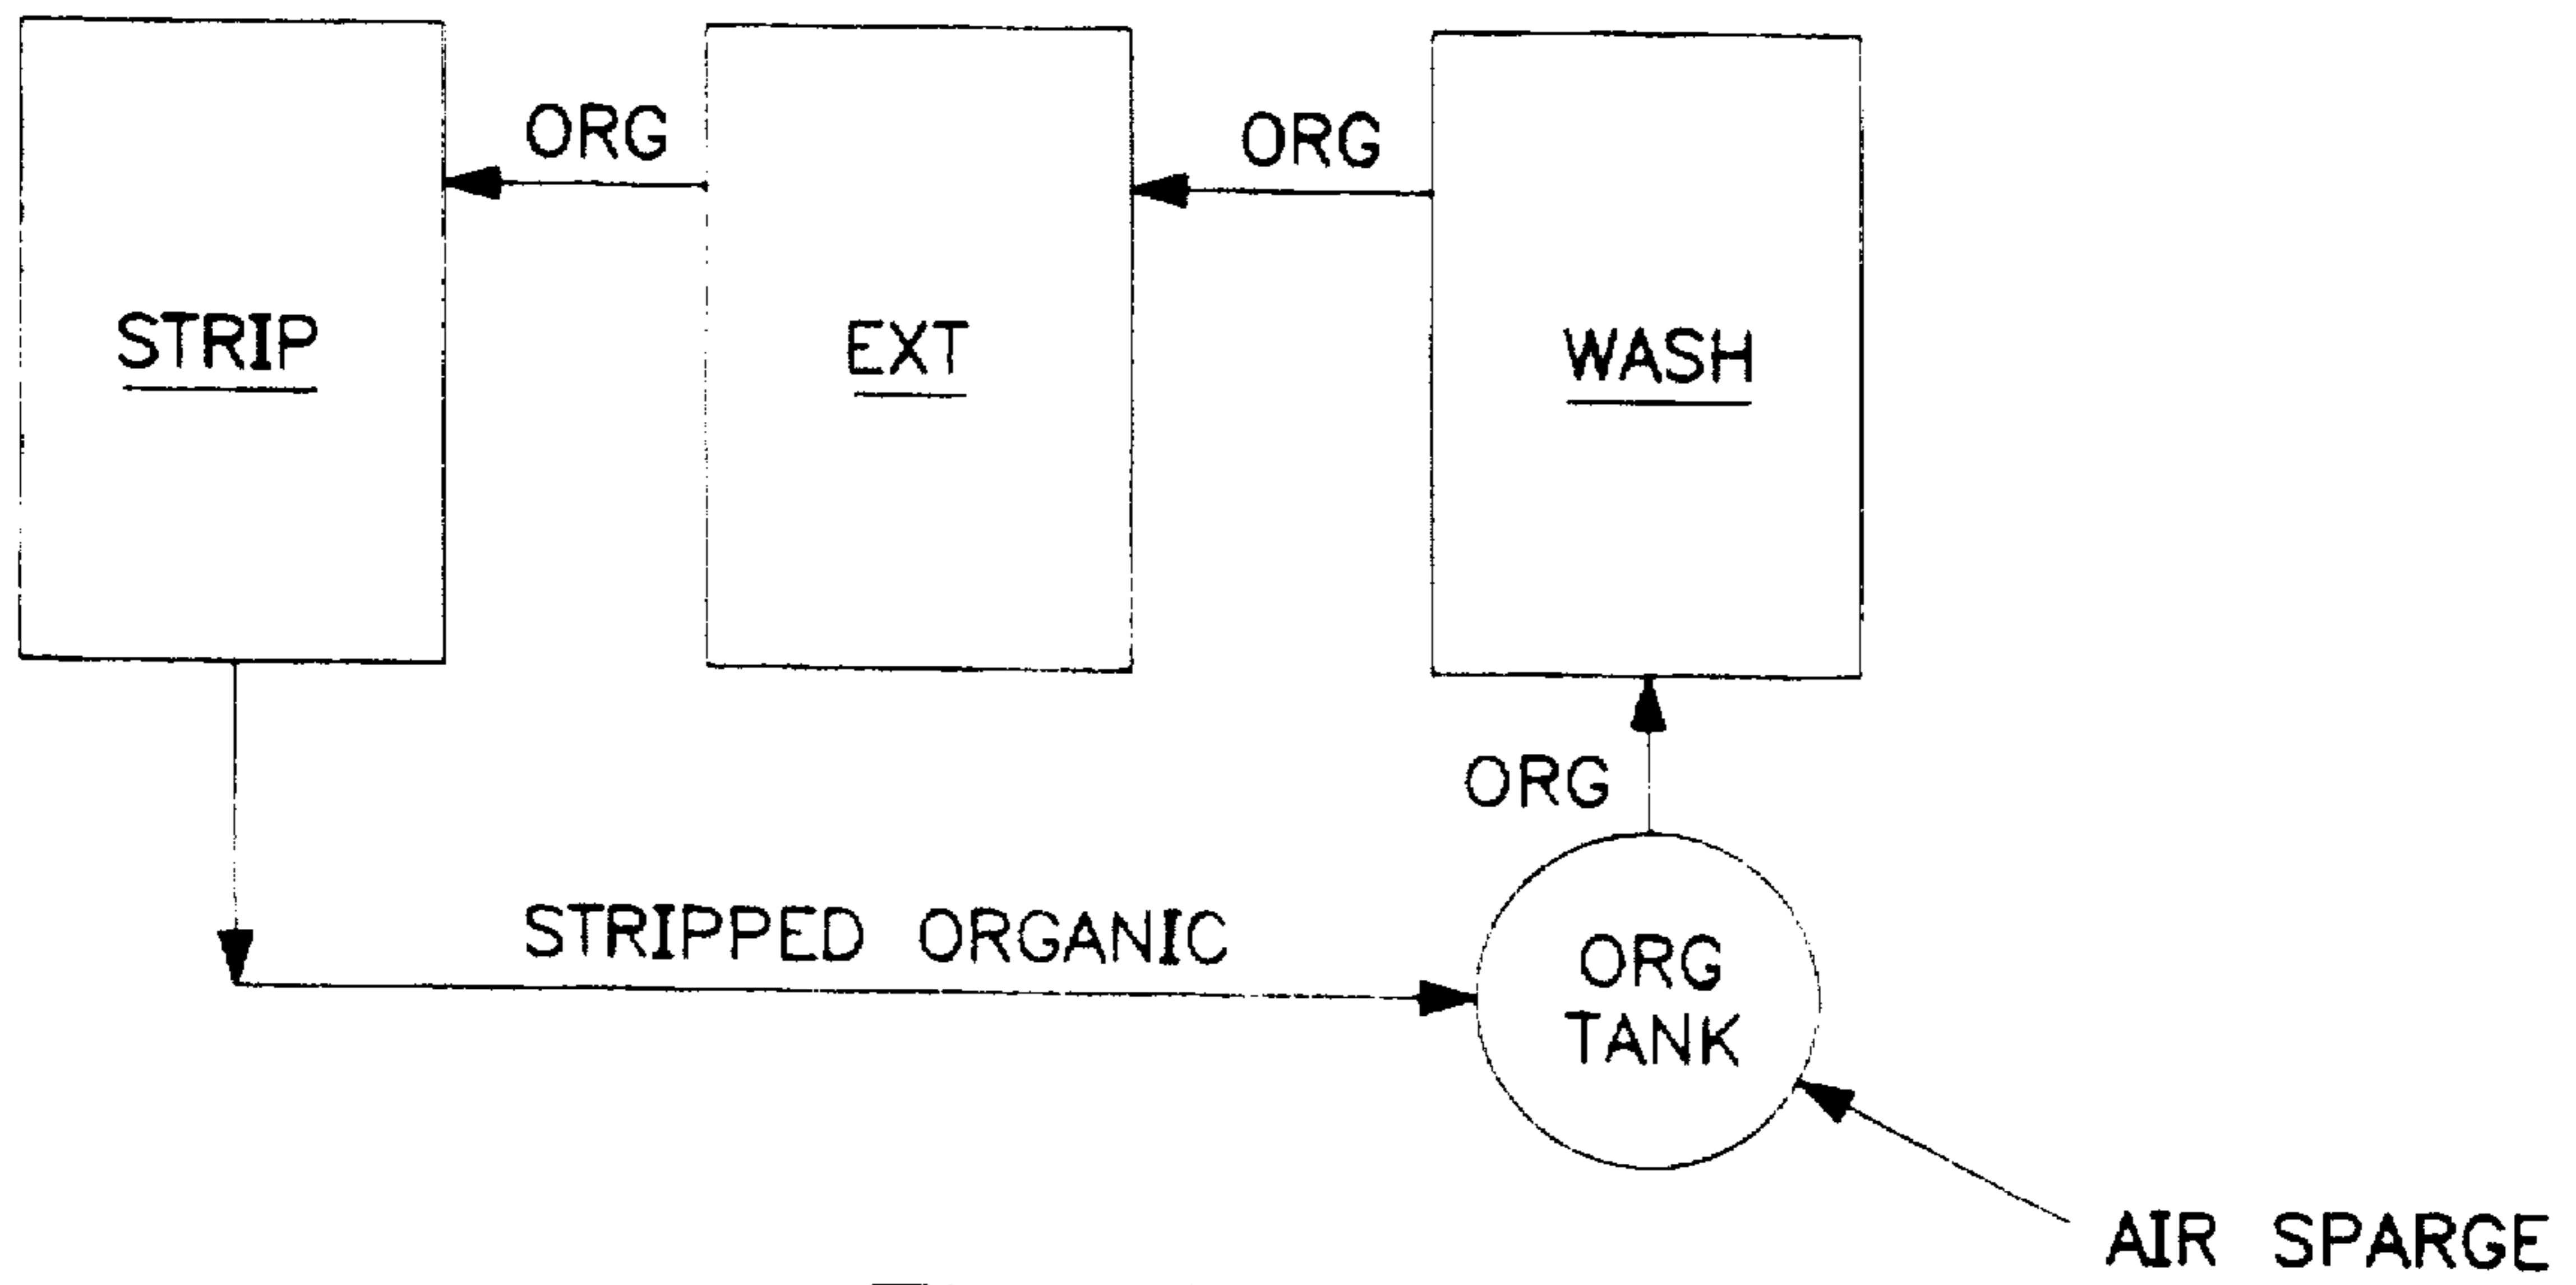 ORG
ORG
STRIP
EXT
WASH
ORG
STRIPPED ORGANIC
ORG
TANK
AIR SPARGE